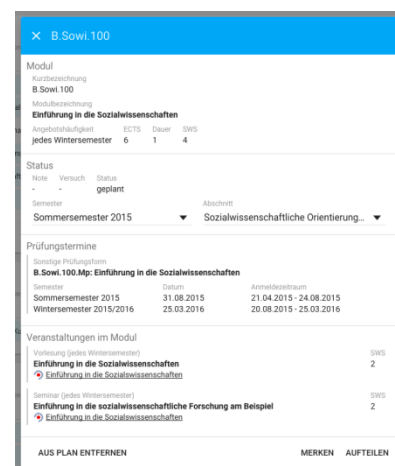 B.Sowi.100
Modul
Kurzbezeichnung
B.Sowi.100
Modulbezeichnung
Einführung in die Sozialwissenschaften
Angebotshäufigkeit ECTS Dauer SWS
jedes Wintersemester 6 1 4
Status
Note Versuch Status
- - geplant
Semester Abschnitt
Sommersemester 2015 Sozialwissenschaftliche Orientierung...
Prüfungstermine
Sonstige Prüfungsform
B.Sowi.100.Mp: Einführung in die Sozialwissenschaften
Semester Datum Anmeldezeitraum
Sommersemester 2015 31.08.2015 21.04.2015 - 24.08.2015
Wintersemester 2015/2016 25.03.2016 20.08.2015 - 25.03.2016
Veranstaltungen im Modul
Vorlesung (jedes Wintersemester) SWS
Einführung in die Sozialwissenschaften 2
Einführung in die Sozialswissenschaften
Seminar (jedes Wintersemester) SWS
Einführung in die sozialwissenschaftliche Forschung am Beispiel 2
Einführung in die Sozialswissenschaften
AUS PLAN ENTFERNEN MERKEN AUFTEILEN